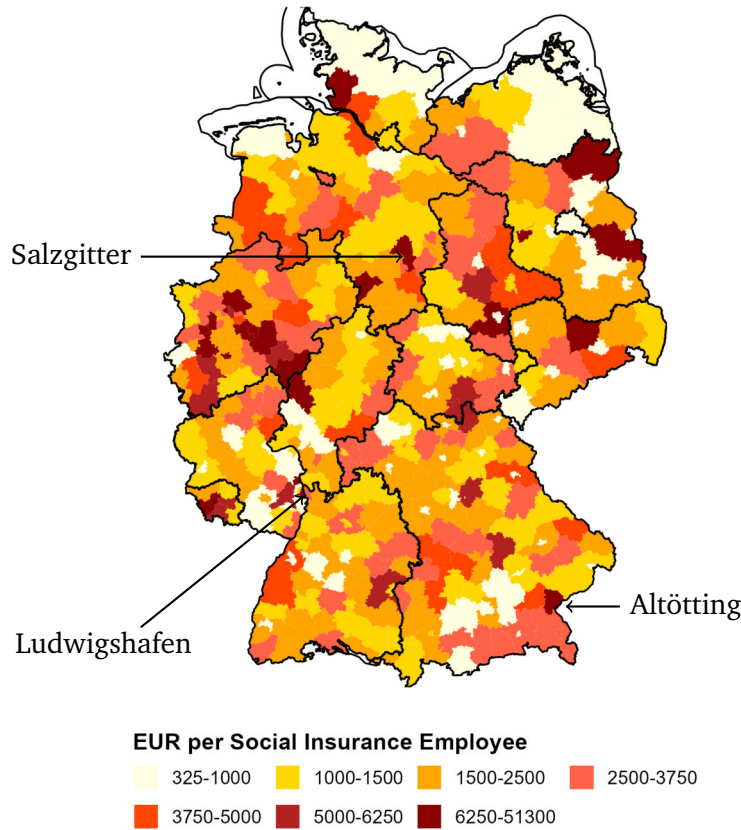 Salzgitter
Altötting
Ludwigshafen
EUR per Social Insurance Employee
325-1000 1000-1500 1500-2500 2500-3750
3750-5000 5000-6250 6250-51300